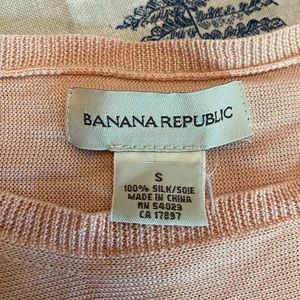 BANANA REPUBLIC
S
100% SILK/SOIE
MADE IN CHINA
RN 54023
CA 17897